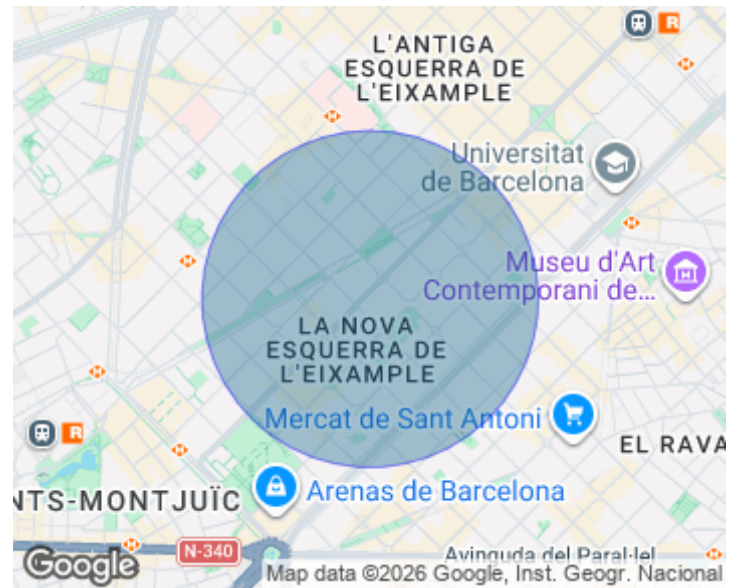 R
L'ANTIGA
ESQUERRA DE
L'EIXAMPLE
Universitat
de Barcelona
Museu d'Art
Contemporani de...
LA NOVA
ESQUERRA DE
L'EIXAMPLE
Mercat de Sant Antoni
R
EL RAVA
NTS-MONTJUÏC
Arenas de Barcelona
N-340
Avinguda del Paral·lel
Google
Map data ©2026 Google, Inst. Geogr. Nacional